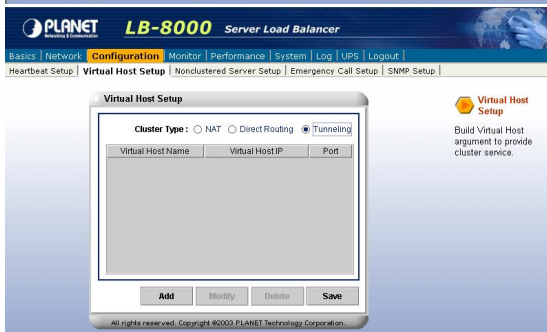 PLANET
Networking & Communication
LB-8000 Server Load Balancer
Basics | Network | Configuration | Monitor | Performance | System | Log | UPS | Logout |
Heartbeat Setup | Virtual Host Setup | Nonclustered Server Setup | Emergency Call Setup | SNMP Setup |
Virtual Host Setup
Cluster Type : NAT Direct Routing Tunneling
Virtual Host Name Virtual Host IP Port
Add Modify Delete Save
All rights reserved. Copyright ©2003 PLANET Technology Corporation.
Virtual Host
Setup
Build Virtual Host
argument to provide
cluster service.